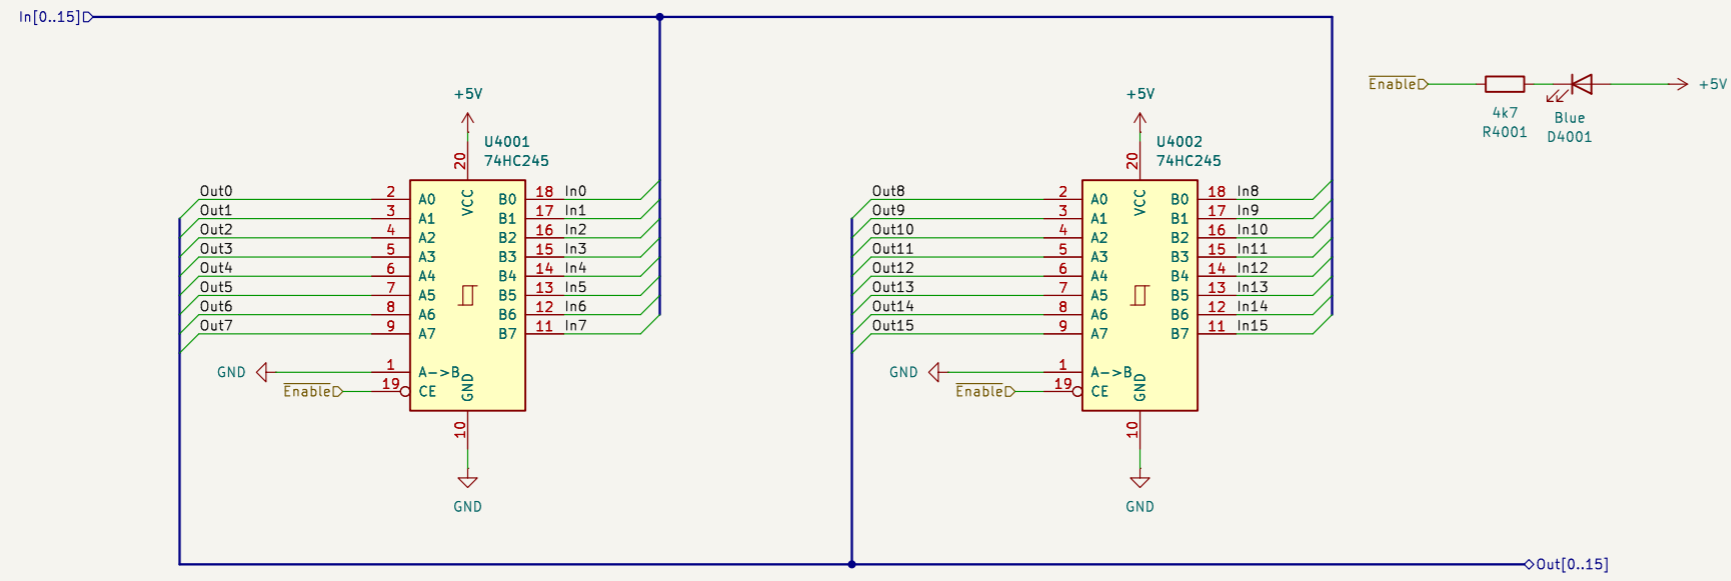 In[0..15]
+5V
U4001
74HC245
20
VCC
Out0 2 A0 B0 18 In0
Out1 3 A1 B1 17 In1
Out2 4 A2 B2 16 In2
Out3 5 A3 B3 15 In3
Out4 6 A4 B4 14 In4
Out5 7 A5 B5 13 In5
Out6 8 A6 B6 12 In6
Out7 9 A7 B7 11 In7
GND 1 A->B
Enable 19 CE
GND
10
GND
+5V
U4002
74HC245
20
VCC
Out8 2 A0 B0 18 In8
Out9 3 A1 B1 17 In9
Out10 4 A2 B2 16 In10
Out11 5 A3 B3 15 In11
Out12 6 A4 B4 14 In12
Out13 7 A5 B5 13 In13
Out14 8 A6 B6 12 In14
Out15 9 A7 B7 11 In15
GND 1 A->B
Enable 19 CE
GND
10
GND
Enable
4k7
R4001
Blue
D4001
+5V
Out[0..15]